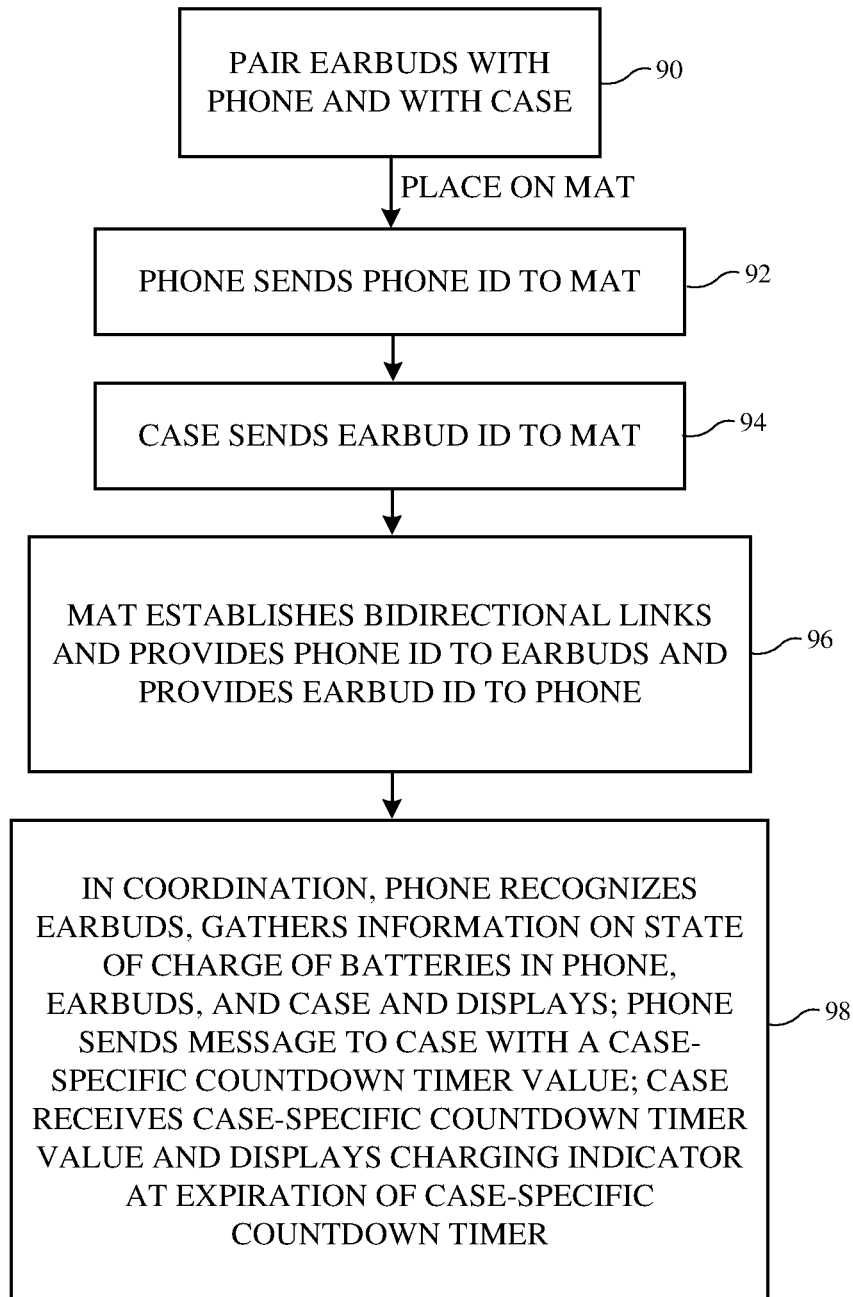 PAIR EARBUDS WITH
PHONE AND WITH CASE
90
PLACE ON MAT
PHONE SENDS PHONE ID TO MAT
92
CASE SENDS EARBUD ID TO MAT
94
MAT ESTABLISHES BIDIRECTIONAL LINKS
AND PROVIDES PHONE ID TO EARBUDS AND
PROVIDES EARBUD ID TO PHONE
96
IN COORDINATION, PHONE RECOGNIZES
EARBUDS, GATHERS INFORMATION ON STATE
OF CHARGE OF BATTERIES IN PHONE,
EARBUDS, AND CASE AND DISPLAYS; PHONE
SENDS MESSAGE TO CASE WITH A CASE-
SPECIFIC COUNTDOWN TIMER VALUE; CASE
RECEIVES CASE-SPECIFIC COUNTDOWN TIMER
VALUE AND DISPLAYS CHARGING INDICATOR
AT EXPIRATION OF CASE-SPECIFIC
COUNTDOWN TIMER
98